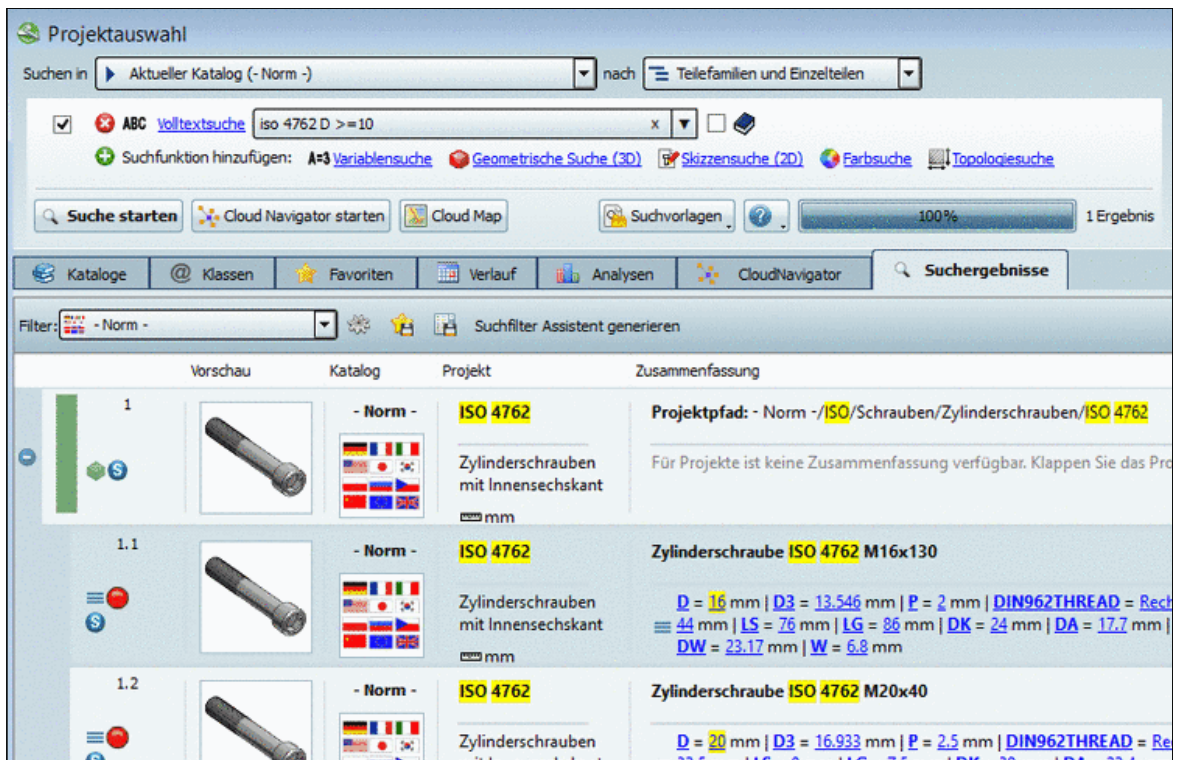 Projektauswahl
Suchen in Aktueller Katalog (- Norm -) nach Teilefamilien und Einzelteilen
ABC Volltextsuche iso 4762 D >=10 x
Suchfunktion hinzufügen: A=3 Variablensuche Geometrische Suche (3D) Skizzensuche (2D) Farbsuche Topologiesuche
Suche starten Cloud Navigator starten Cloud Map Suchvorlagen 100% 1 Ergebnis
Kataloge Klassen Favoriten Verlauf Analysen CloudNavigator Suchergebnisse
Filter: - Norm - Suchfilter Assistent generieren
Vorschau Katalog Projekt Zusammenfassung
1 - Norm - ISO 4762 Projektpfad: - Norm -/ISO/Schrauben/Zylinderschrauben/ISO 4762
Zylinderschrauben Für Projekte ist keine Zusammenfassung verfügbar. Klappen Sie das Pro
mit Innensechskant
mm
1.1 - Norm - ISO 4762 Zylinderschraube ISO 4762 M16x130
Zylinderschrauben D = 16 mm | D3 = 13.546 mm | P = 2 mm | DIN962THREAD = Rech
mit Innensechskant 44 mm | LS = 76 mm | LG = 86 mm | DK = 24 mm | DA = 17.7 mm |
mm DW = 23.17 mm | W = 6.8 mm
1.2 - Norm - ISO 4762 Zylinderschraube ISO 4762 M20x40
Zylinderschrauben D = 20 mm | D3 = 16.933 mm | P = 2.5 mm | DIN962THREAD = Re